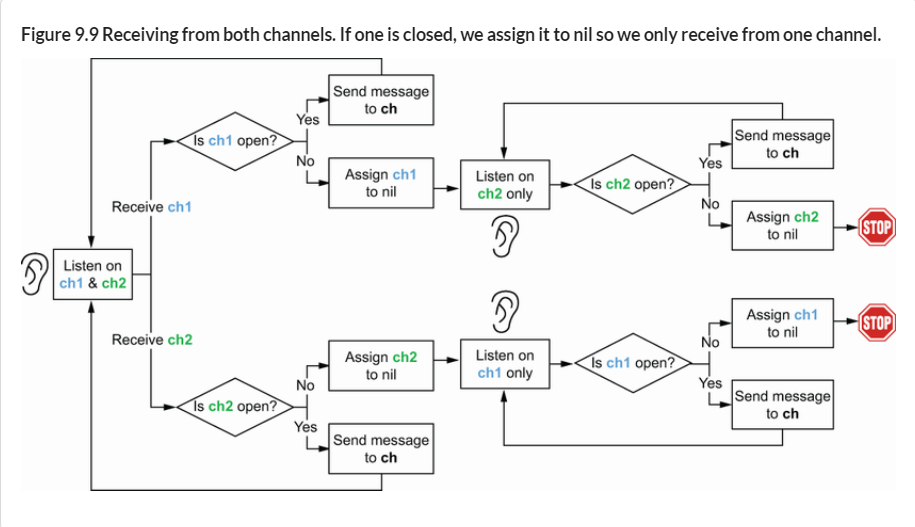 Figure 9.9 Receiving from both channels. If one is closed, we assign it to nil so we only receive from one channel.
Send message
to ch
Yes
Is ch1 open?
No
Assign ch1
to nil
Receive ch1
Listen on
ch1 & ch2
Receive ch2
Is ch2 open?
No
Assign ch2
to nil
Yes
Send message
to ch
Listen on
ch2 only
Is ch2 open?
Yes
Send message
to ch
No
Assign ch2
to nil
STOP
Listen on
ch1 only
Is ch1 open?
No
Assign ch1
to nil
STOP
Yes
Send message
to ch